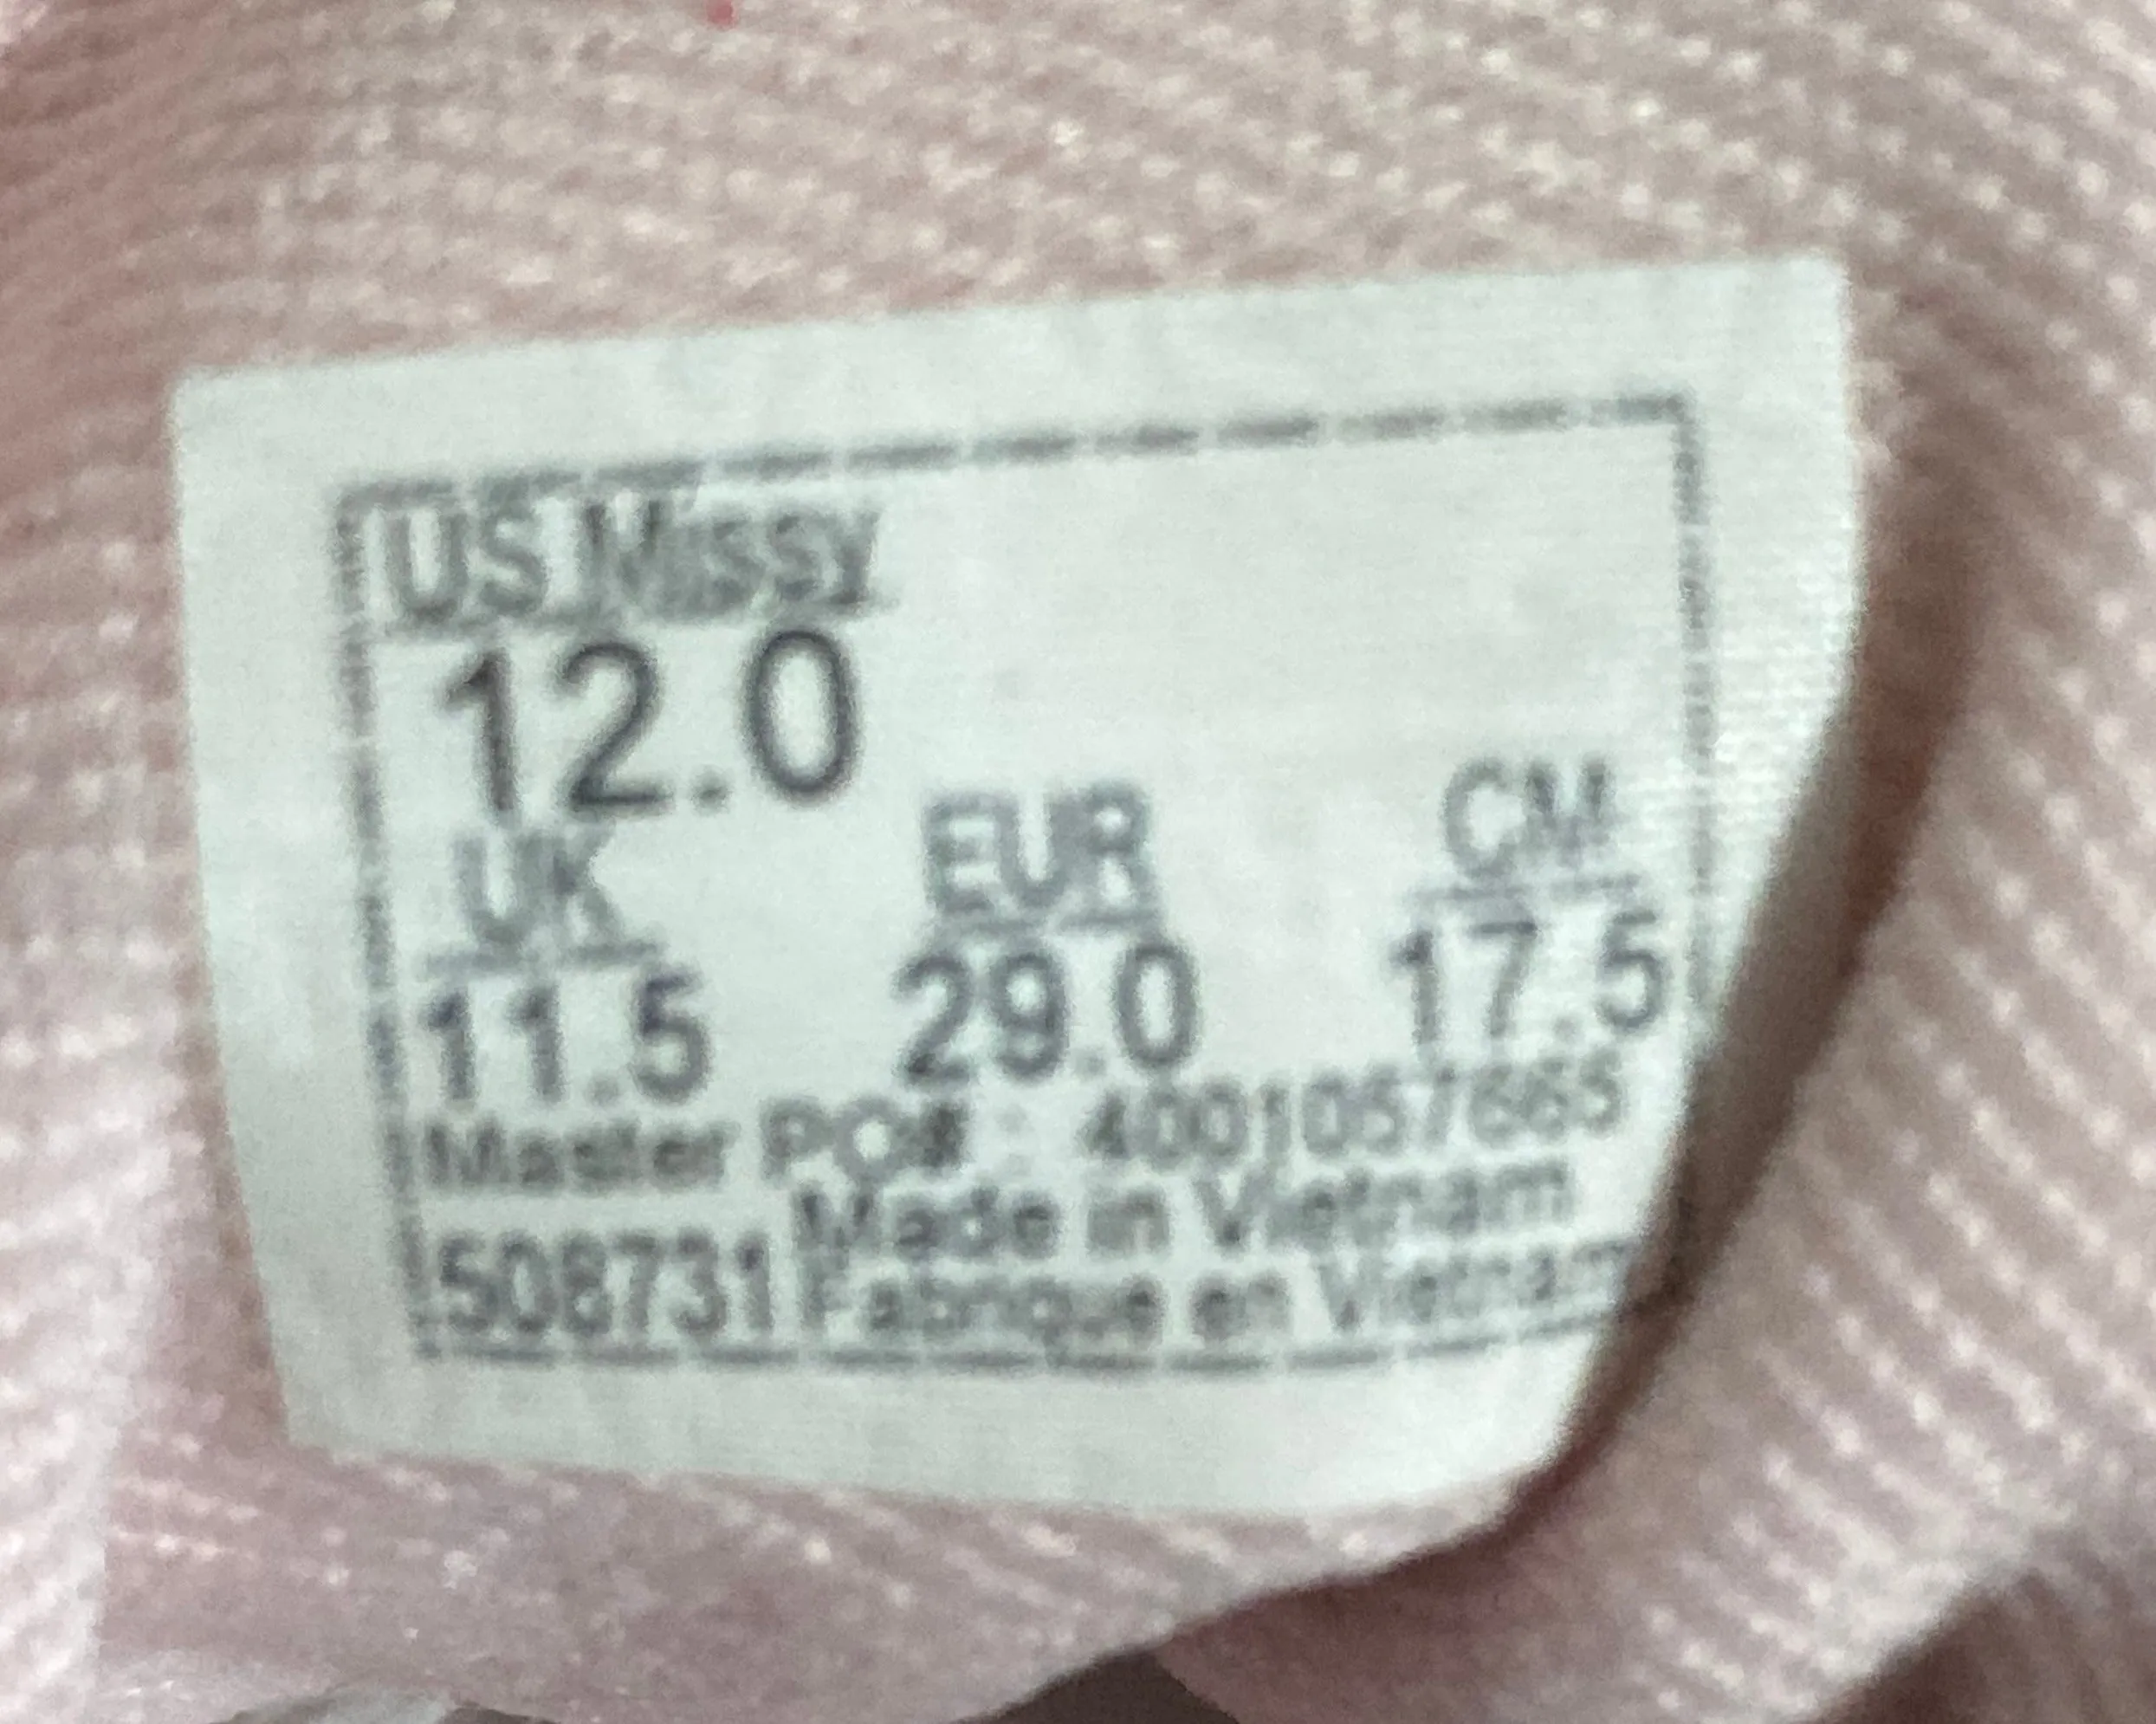 US Missy
12.0
UK EUR CM
11.5 29.0 17.5
Master PO# : 4001057665
508731 Made in Vietnam
Fabrique en Vietnam